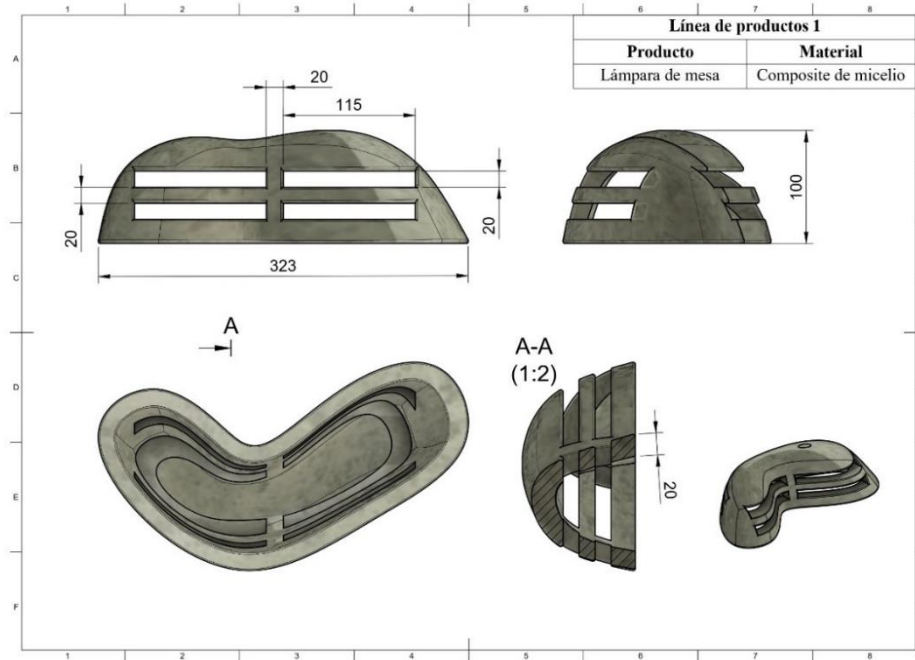 1 2 3 4 5 6 7 8
Línea de productos 1
Producto Material
Lámpara de mesa Composite de micelio
A
B
C
D
E
F
20
115
20
20
323
100
A
A-A
(1:2)
20
A
B
C
D
E
F
1 2 3 4 5 6 7 8